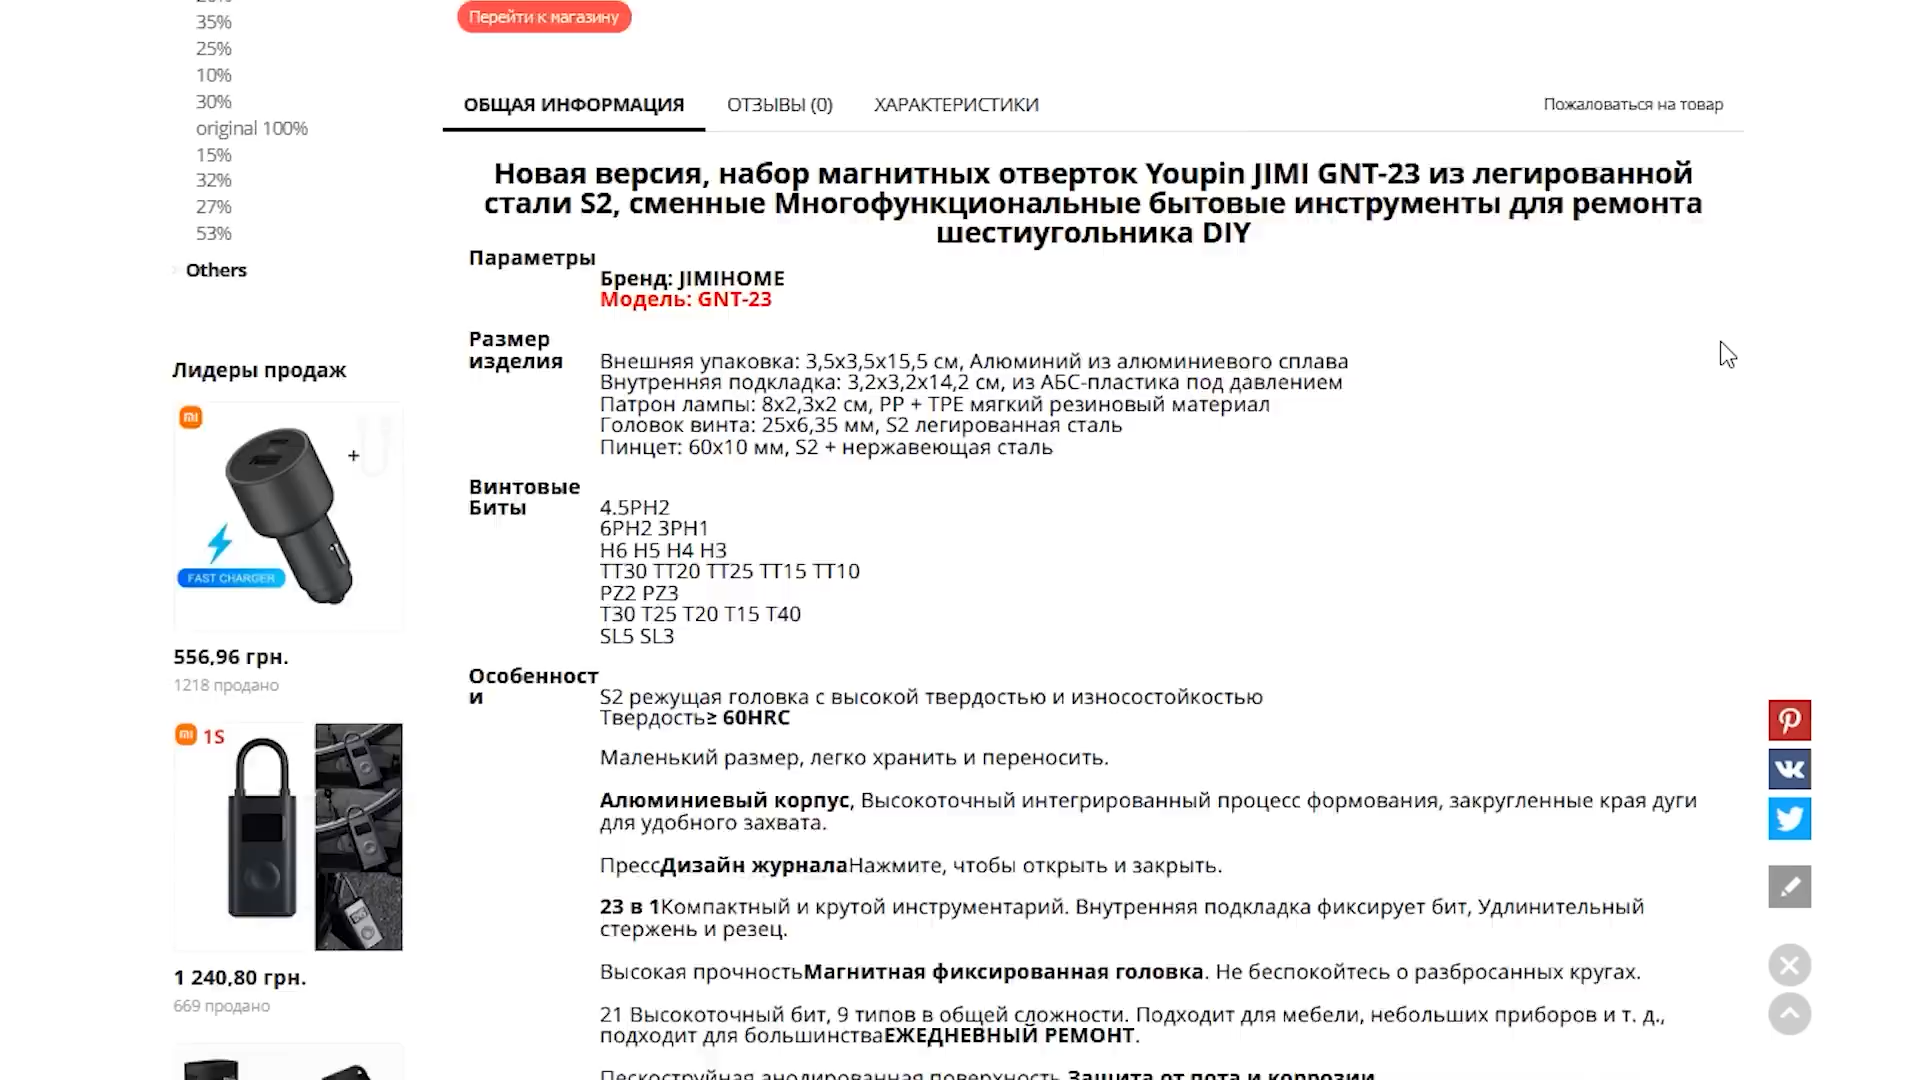 Перейти к магазину
35%
25%
10%
30%
original 100%
15%
32%
27%
53%
Others
Лидеры продаж
1S
+
FAST CHARGER
556,96 грн.
1218 продано
1 240,80 грн.
669 продано
ОБЩАЯ ИНФОРМАЦИЯ ОТЗЫВЫ (0) ХАРАКТЕРИСТИКИ Пожаловаться на товар
Новая версия, набор магнитных отверток Youpin JIMI GNT-23 из легированной
стали S2, сменные Многофункциональные бытовые инструменты для ремонта
шестиугольника DIY
Параметры
Бренд: JIMIHOME
Модель: GNT-23
Размер
изделия
Внешняя упаковка: 3,5x3,5x15,5 см, Алюминий из алюминиевого сплава
Внутренняя подкладка: 3,2x3,2x14,2 см, из АБС-пластика под давлением
Патрон лампы: 8x2,3x2 см, PP + TPE мягкий резиновый материал
Головок винта: 25x6,35 мм, S2 легированная сталь
Пинцет: 60x10 мм, S2 + нержавеющая сталь
Винтовые
Биты
4.5PH2
6PH2 3PH1
H6 H5 H4 H3
TT30 TT20 TT25 TT15 TT10
PZ2 PZ3
T30 T25 T20 T15 T40
SL5 SL3
Особенност
и
S2 режущая головка с высокой твердостью и износостойкостью
Твердость≥ 60HRC
Маленький размер, легко хранить и переносить.
Алюминиевый корпус, Высокоточный интегрированный процесс формования, закругленные края дуги
для удобного захвата.
ПрессДизайн журналаНажмите, чтобы открыть и закрыть.
23 в 1Компактный и крутой инструментарий. Внутренняя подкладка фиксирует бит, Удлинительный
стержень и резец.
Высокая прочностьМагнитная фиксированная головка. Не беспокойтесь о разбросанных кругах.
21 Высокоточный бит, 9 типов в общей сложности. Подходит для мебели, небольших приборов и т. д.,
подходит для большинстваЕЖЕДНЕВНЫЙ РЕМОНТ.
Пескоструйная анодированная поверхность Защита от пота и коррозии